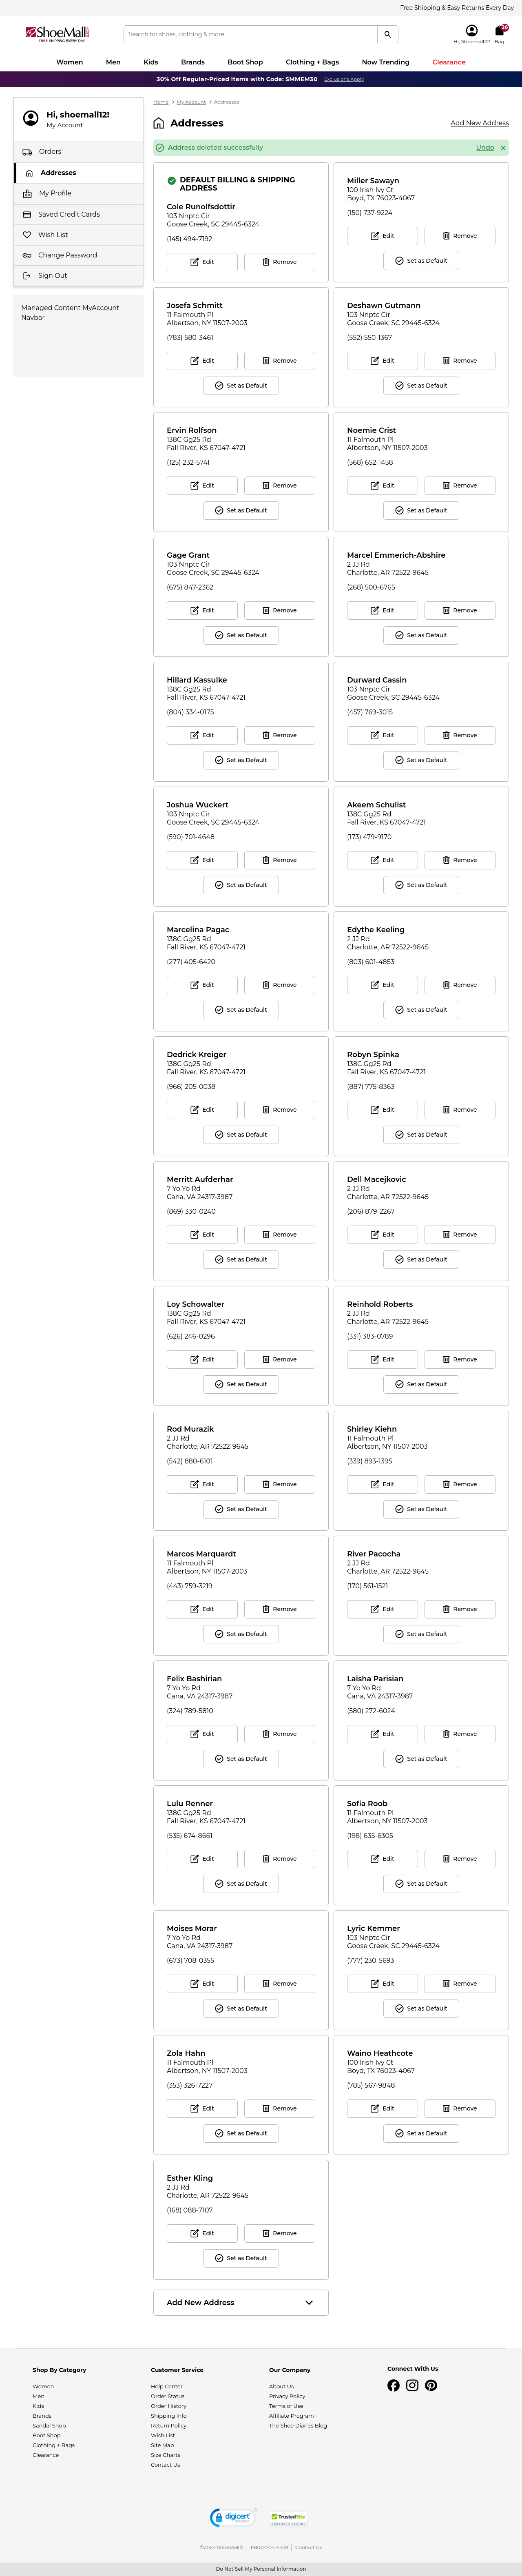 Free Shipping & Easy Returns Every Day
ShoeMall
FREE SHIPPING EVERY DAY
Search for shoes, clothing & more
Hi, Shoemall12!
Bag
Women
Men
Kids
Brands
Boot Shop
Clothing + Bags
Now Trending
Clearance
30% Off Regular-Priced Items with Code: SMMEM30
Exclusions Apply
Hi, shoemall12!
My Account
Orders
Addresses
My Profile
Saved Credit Cards
Wish List
Change Password
Sign Out
Managed Content MyAccount
Navbar
Home > My Account > Addresses
Addresses
Add New Address
Address deleted successfully
Undo
DEFAULT BILLING & SHIPPING
ADDRESS
Cole Runolfsdottir
103 Nnptc Cir
Goose Creek, SC 29445-6324
(145) 494-7192
Edit
Remove
Miller Sawayn
100 Irish Ivy Ct
Boyd, TX 76023-4067
(150) 737-9224
Edit
Remove
Set as Default
Josefa Schmitt
11 Falmouth Pl
Albertson, NY 11507-2003
(783) 580-3461
Edit
Remove
Set as Default
Deshawn Gutmann
103 Nnptc Cir
Goose Creek, SC 29445-6324
(552) 550-1367
Edit
Remove
Set as Default
Ervin Rolfson
138C Gg25 Rd
Fall River, KS 67047-4721
(125) 232-5741
Edit
Remove
Set as Default
Noemie Crist
11 Falmouth Pl
Albertson, NY 11507-2003
(568) 652-1458
Edit
Remove
Set as Default
Gage Grant
103 Nnptc Cir
Goose Creek, SC 29445-6324
(675) 847-2362
Edit
Remove
Set as Default
Marcel Emmerich-Abshire
2 JJ Rd
Charlotte, AR 72522-9645
(268) 500-6765
Edit
Remove
Set as Default
Hillard Kassulke
138C Gg25 Rd
Fall River, KS 67047-4721
(804) 334-0175
Edit
Remove
Set as Default
Durward Cassin
103 Nnptc Cir
Goose Creek, SC 29445-6324
(457) 769-3015
Edit
Remove
Set as Default
Joshua Wuckert
103 Nnptc Cir
Goose Creek, SC 29445-6324
(590) 701-4648
Edit
Remove
Set as Default
Akeem Schulist
138C Gg25 Rd
Fall River, KS 67047-4721
(173) 479-9170
Edit
Remove
Set as Default
Marcelina Pagac
138C Gg25 Rd
Fall River, KS 67047-4721
(277) 405-6420
Edit
Remove
Set as Default
Edythe Keeling
2 JJ Rd
Charlotte, AR 72522-9645
(803) 601-4853
Edit
Remove
Set as Default
Dedrick Kreiger
138C Gg25 Rd
Fall River, KS 67047-4721
(966) 205-0038
Edit
Remove
Set as Default
Robyn Spinka
138C Gg25 Rd
Fall River, KS 67047-4721
(887) 775-8363
Edit
Remove
Set as Default
Merritt Aufderhar
7 Yo Yo Rd
Cana, VA 24317-3987
(869) 330-0240
Edit
Remove
Set as Default
Dell Macejkovic
2 JJ Rd
Charlotte, AR 72522-9645
(206) 879-2267
Edit
Remove
Set as Default
Loy Schowalter
138C Gg25 Rd
Fall River, KS 67047-4721
(626) 246-0296
Edit
Remove
Set as Default
Reinhold Roberts
2 JJ Rd
Charlotte, AR 72522-9645
(331) 383-0789
Edit
Remove
Set as Default
Rod Murazik
2 JJ Rd
Charlotte, AR 72522-9645
(542) 880-6101
Edit
Remove
Set as Default
Shirley Kiehn
11 Falmouth Pl
Albertson, NY 11507-2003
(339) 893-1395
Edit
Remove
Set as Default
Marcos Marquardt
11 Falmouth Pl
Albertson, NY 11507-2003
(443) 759-3219
Edit
Remove
Set as Default
River Pacocha
2 JJ Rd
Charlotte, AR 72522-9645
(170) 561-1521
Edit
Remove
Set as Default
Felix Bashirian
7 Yo Yo Rd
Cana, VA 24317-3987
(324) 789-5810
Edit
Remove
Set as Default
Laisha Parisian
7 Yo Yo Rd
Cana, VA 24317-3987
(580) 272-6024
Edit
Remove
Set as Default
Lulu Renner
138C Gg25 Rd
Fall River, KS 67047-4721
(535) 674-8661
Edit
Remove
Set as Default
Sofia Roob
11 Falmouth Pl
Albertson, NY 11507-2003
(198) 635-6305
Edit
Remove
Set as Default
Moises Morar
7 Yo Yo Rd
Cana, VA 24317-3987
(673) 708-0355
Edit
Remove
Set as Default
Lyric Kemmer
103 Nnptc Cir
Goose Creek, SC 29445-6324
(777) 230-5693
Edit
Remove
Set as Default
Zola Hahn
11 Falmouth Pl
Albertson, NY 11507-2003
(353) 326-7227
Edit
Remove
Set as Default
Waino Heathcote
100 Irish Ivy Ct
Boyd, TX 76023-4067
(785) 567-9848
Edit
Remove
Set as Default
Esther Kling
2 JJ Rd
Charlotte, AR 72522-9645
(168) 088-7107
Edit
Remove
Set as Default
Add New Address
Shop By Category
Women
Men
Kids
Brands
Sandal Shop
Boot Shop
Clothing + Bags
Clearance
Customer Service
Help Center
Order Status
Order History
Shipping Info
Return Policy
Wish List
Site Map
Size Charts
Contact Us
Our Company
About Us
Privacy Policy
Terms of Use
Affiliate Program
The Shoe Diaries Blog
Connect With Us
digicert
TrustedSite
CERTIFIED SECURE
©2024 ShoeMall® | 1-800-704-5478 | Contact Us
Do Not Sell My Personal Information